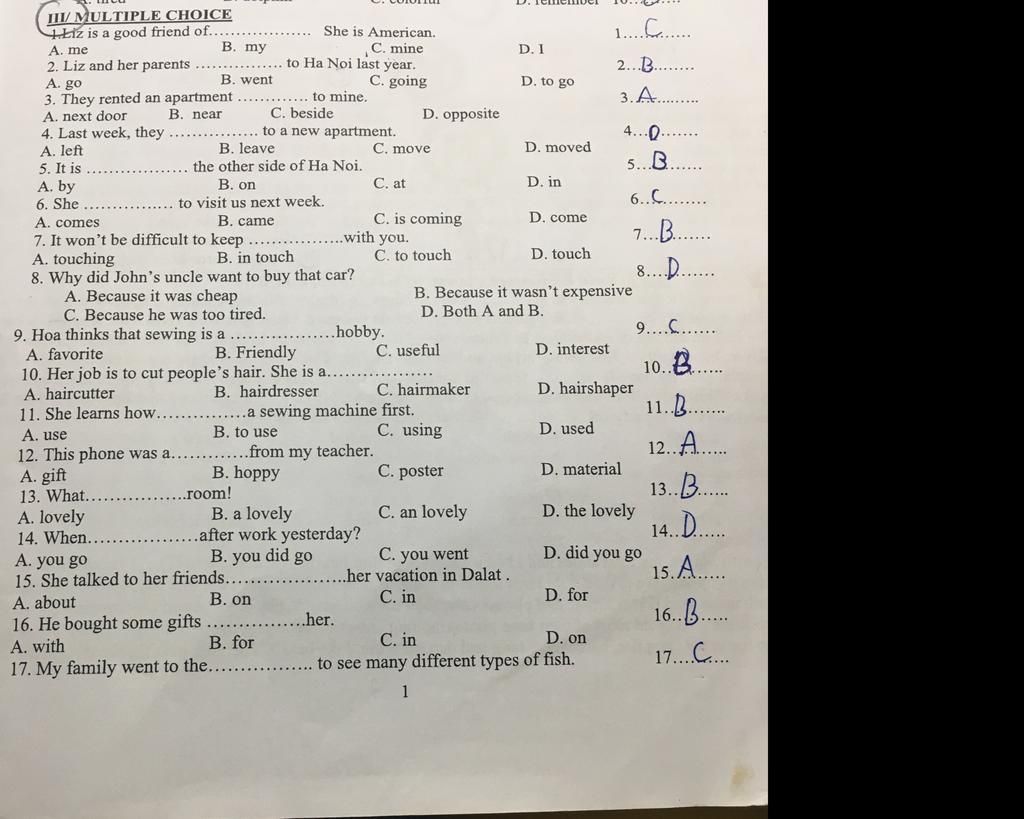 C. colorful D. remember 10
III/ MULTIPLE CHOICE
1.Liz is a good friend of.................. She is American. 1....C......
A. me B. my C. mine D. I
2. Liz and her parents ............... to Ha Noi last year. 2...B........
A. go B. went C. going D. to go
3. They rented an apartment ............. to mine. 3.A.........
A. next door B. near C. beside D. opposite
4. Last week, they ................ to a new apartment. 4...D.......
A. left B. leave C. move D. moved
5. It is .................. the other side of Ha Noi. 5...B.......
A. by B. on C. at D. in
6. She ................ to visit us next week. 6..C........
A. comes B. came C. is coming D. come
7. It won't be difficult to keep .................with you. 7...B.......
A. touching B. in touch C. to touch D. touch
8. Why did John's uncle want to buy that car? 8....D......
A. Because it was cheap B. Because it wasn't expensive
C. Because he was too tired. D. Both A and B.
9. Hoa thinks that sewing is a ...................hobby. 9....C......
A. favorite B. Friendly C. useful D. interest
10. Her job is to cut people's hair. She is a.................. 10..B......
A. haircutter B. hairdresser C. hairmaker D. hairshaper
11. She learns how................a sewing machine first. 11..B.......
A. use B. to use C. using D. used
12. This phone was a.............from my teacher. 12..A......
A. gift B. hoppy C. poster D. material
13. What..................room! 13..B......
A. lovely B. a lovely C. an lovely D. the lovely
14. When...................after work yesterday? 14..D......
A. you go B. you did go C. you went D. did you go
15. She talked to her friends.....................her vacation in Dalat . 15.A.....
A. about B. on C. in D. for
16. He bought some gifts .................her. 16..B.....
A. with B. for C. in D. on
17. My family went to the.................. to see many different types of fish. 17....C....
1